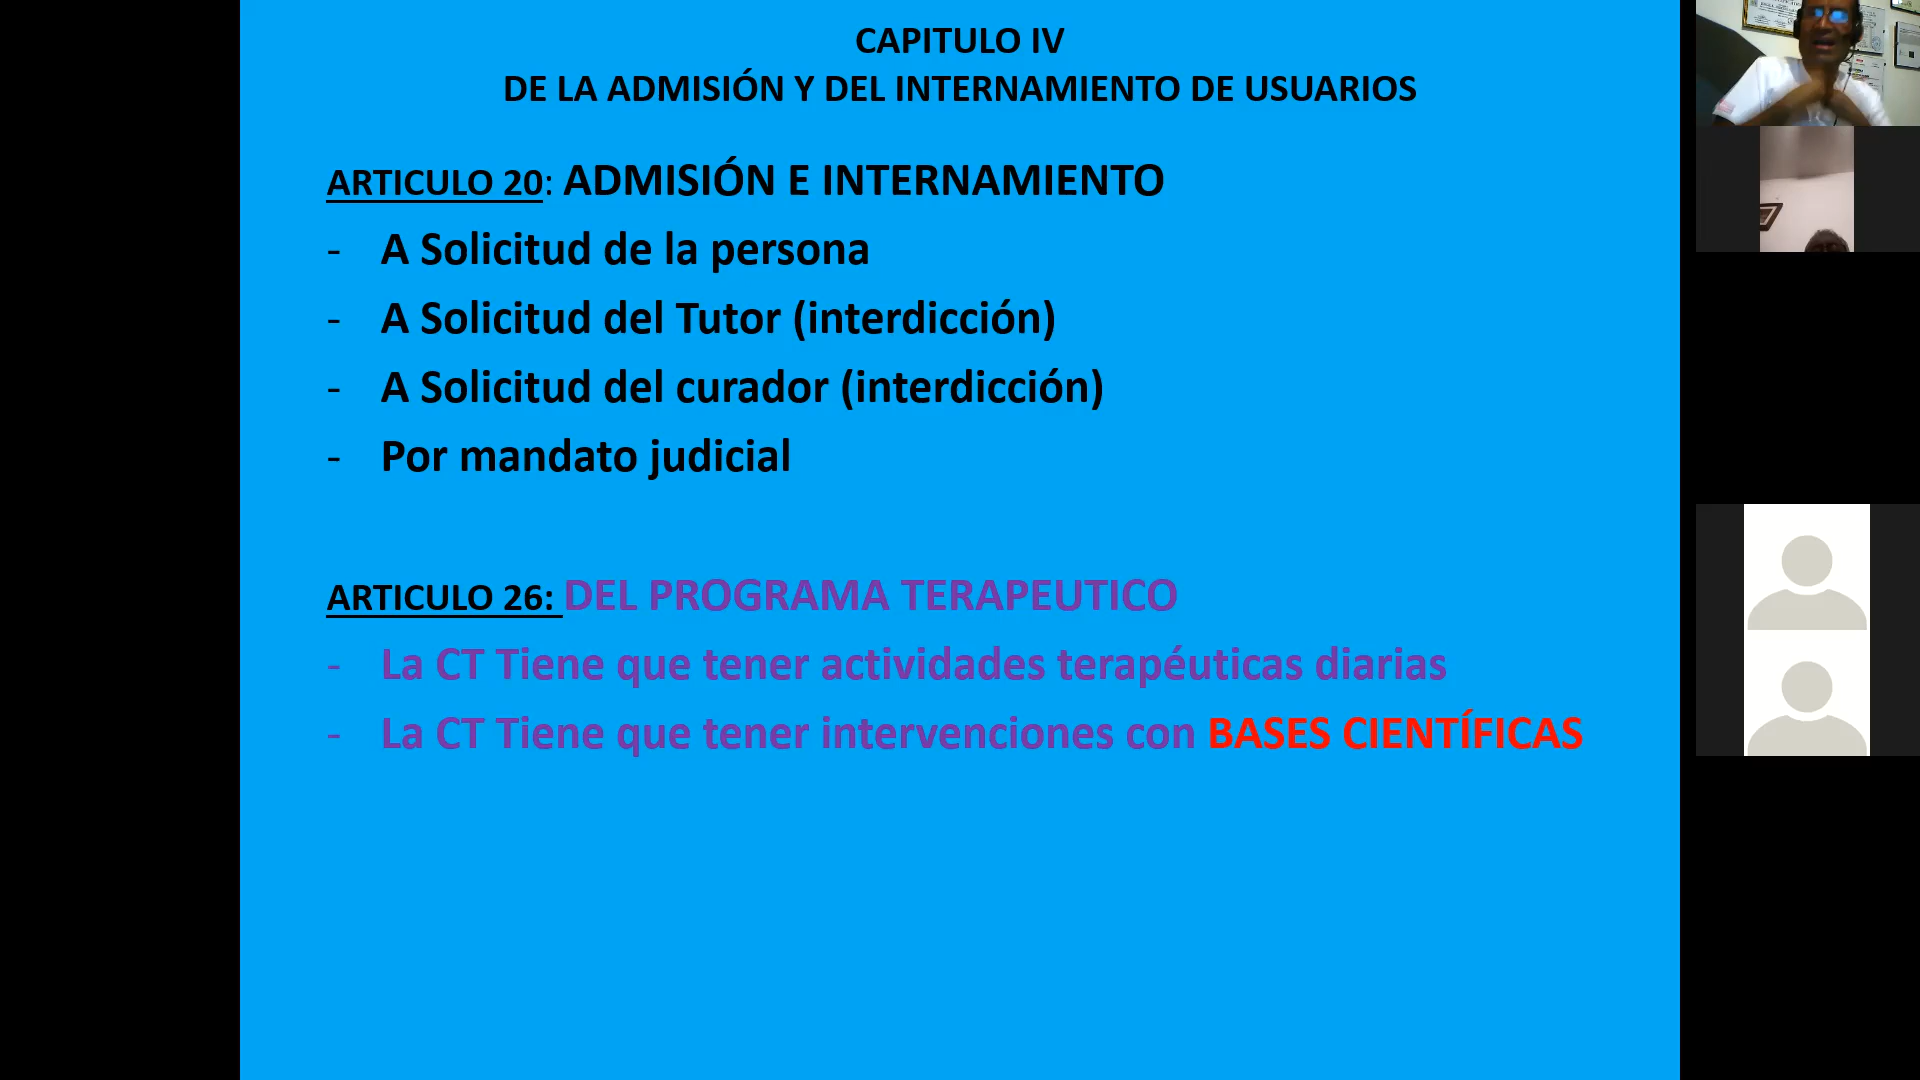 CAPITULO IV
DE LA ADMISIÓN Y DEL INTERNAMIENTO DE USUARIOS
ARTICULO 20: ADMISIÓN E INTERNAMIENTO
- A Solicitud de la persona
- A Solicitud del Tutor (interdicción)
- A Solicitud del curador (interdicción)
- Por mandato judicial
ARTICULO 26: DEL PROGRAMA TERAPEUTICO
- La CT Tiene que tener actividades terapéuticas diarias
- La CT Tiene que tener intervenciones con BASES CIENTÍFICAS